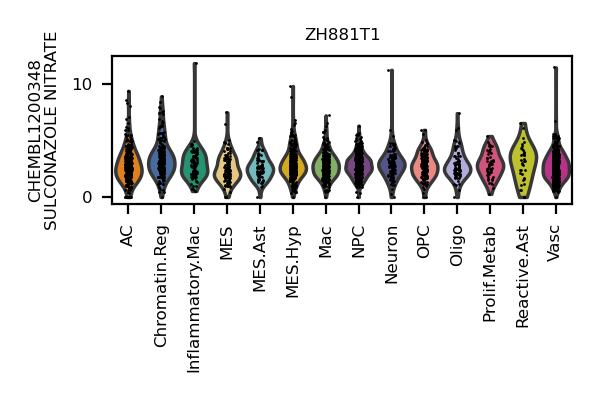 ZH881T1
CHEMBL1200348
SULCONAZOLE NITRATE
10
0
AC
Chromatin.Reg
Inflammatory.Mac
MES
MES.Ast
MES.Hyp
Mac
NPC
Neuron
OPC
Oligo
Prolif.Metab
Reactive.Ast
Vasc